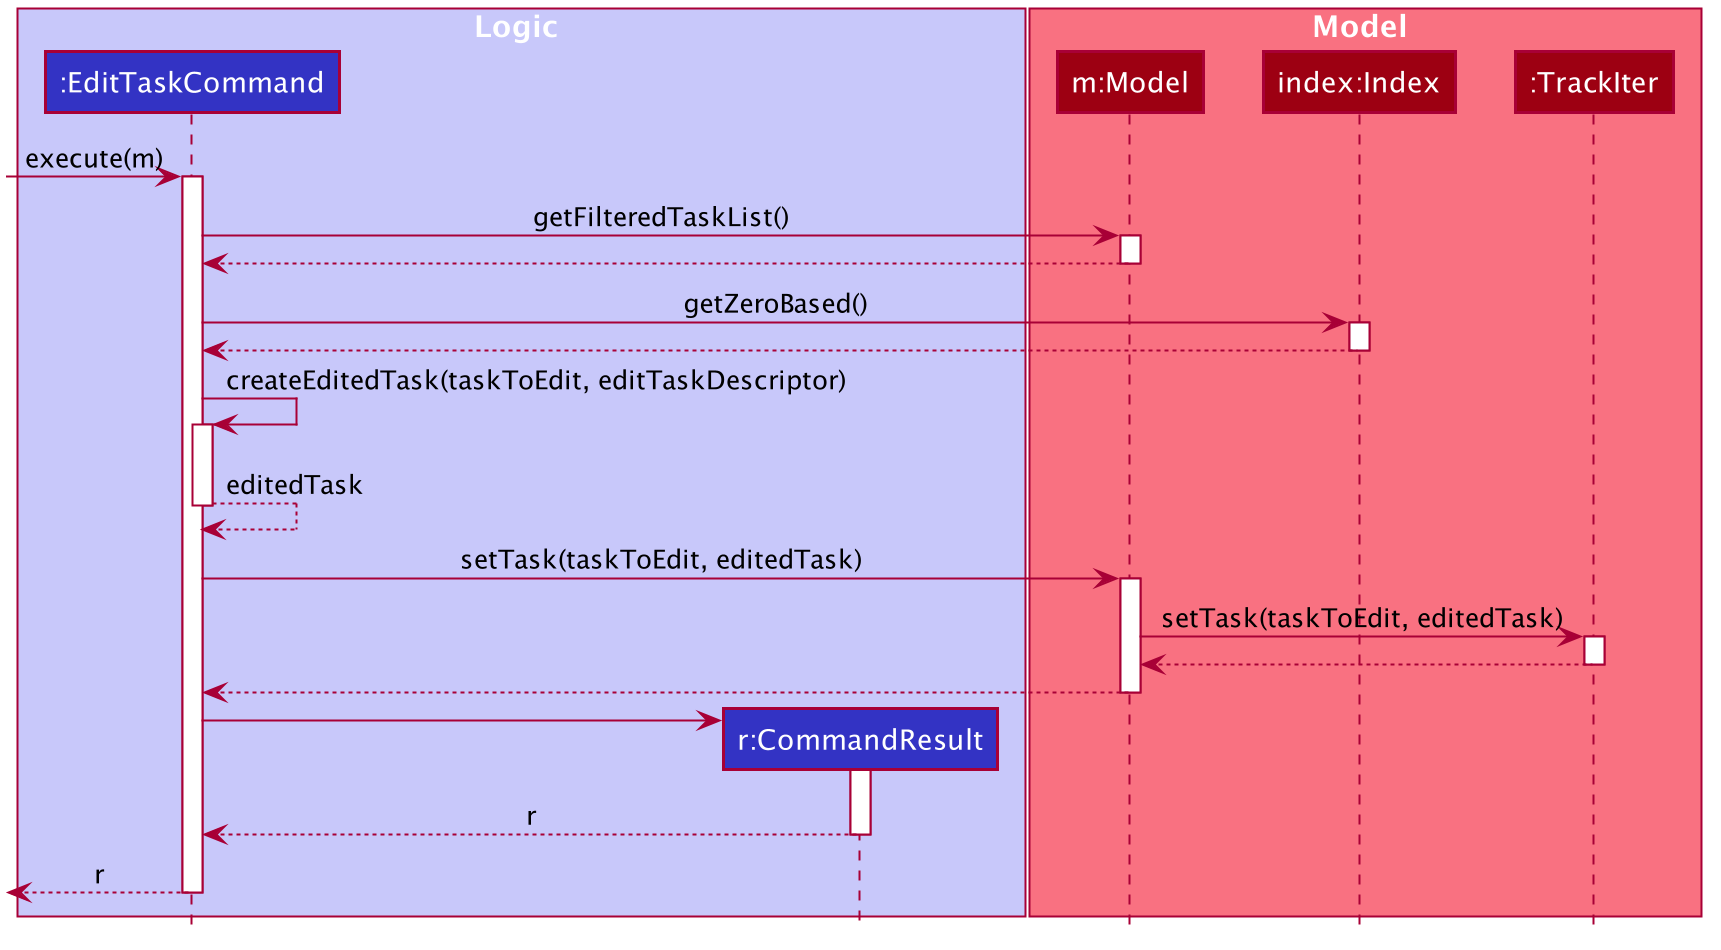 Logic
Model
:EditTaskCommand
m:Model
index:Index
:TrackIter
execute(m)
getFilteredTaskList()
getZeroBased()
createEditedTask(taskToEdit, editTaskDescriptor)
editedTask
setTask(taskToEdit, editedTask)
setTask(taskToEdit, editedTask)
r:CommandResult
r
r